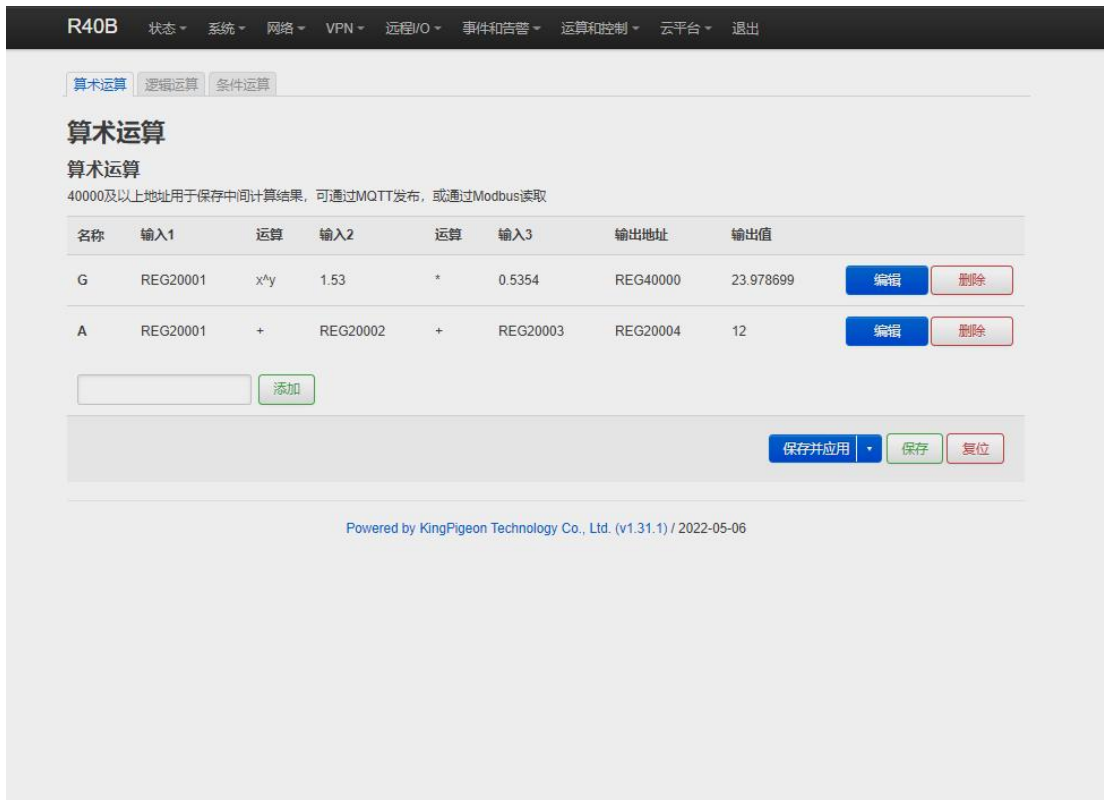 R40B 状态 系统 网络 VPN 远程I/O 事件和告警 运算和控制 云平台 退出
算术运算 逻辑运算 条件运算
算术运算
算术运算
40000及以上地址用于保存中间计算结果，可通过MQTT发布，或通过Modbus读取
名称 输入1 运算 输入2 运算 输入3 输出地址 输出值
G REG20001 x^y 1.53 * 0.5354 REG40000 23.978699 编辑 删除
A REG20001 + REG20002 + REG20003 REG20004 12 编辑 删除
添加
保存并应用 保存 复位
Powered by KingPigeon Technology Co., Ltd. (v1.31.1) / 2022-05-06